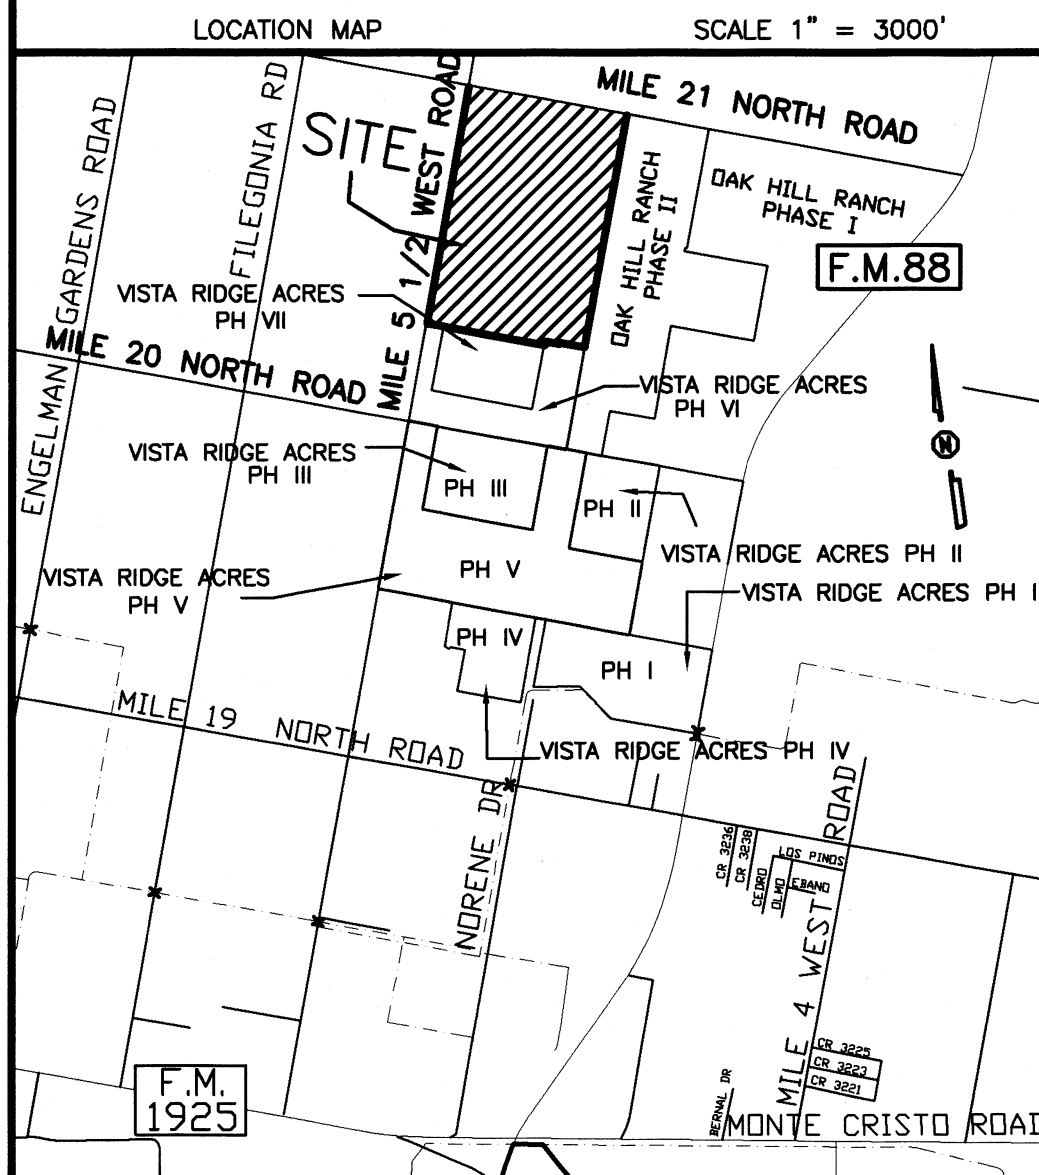 LOCATION MAP
SCALE 1" = 3000'
MILE 21 NORTH ROAD
SITE
MILE 5 1/2 WEST ROAD
ENGELMAN GARDENS ROAD
FILEGONIA RD
OAK HILL RANCH
PHASE II
OAK HILL RANCH
PHASE I
F.M.88
VISTA RIDGE ACRES
PH VII
MILE 20 NORTH ROAD
VISTA RIDGE ACRES
PH VI
N
VISTA RIDGE ACRES
PH III
PH III
PH II
VISTA RIDGE ACRES PH II
VISTA RIDGE ACRES
PH V
PH V
VISTA RIDGE ACRES PH I
PH IV
PH I
MILE 19 NORTH ROAD
VISTA RIDGE ACRES PH IV
NORENE DR
MILE 4 WEST ROAD
CR 3236
CR 3238
CEDRO
OLMO
LOS PINOS
EBANO
CR 3225
CR 3223
CR 3221
F.M.
1925
BERNAL DR
MONTE CRISTO ROAD